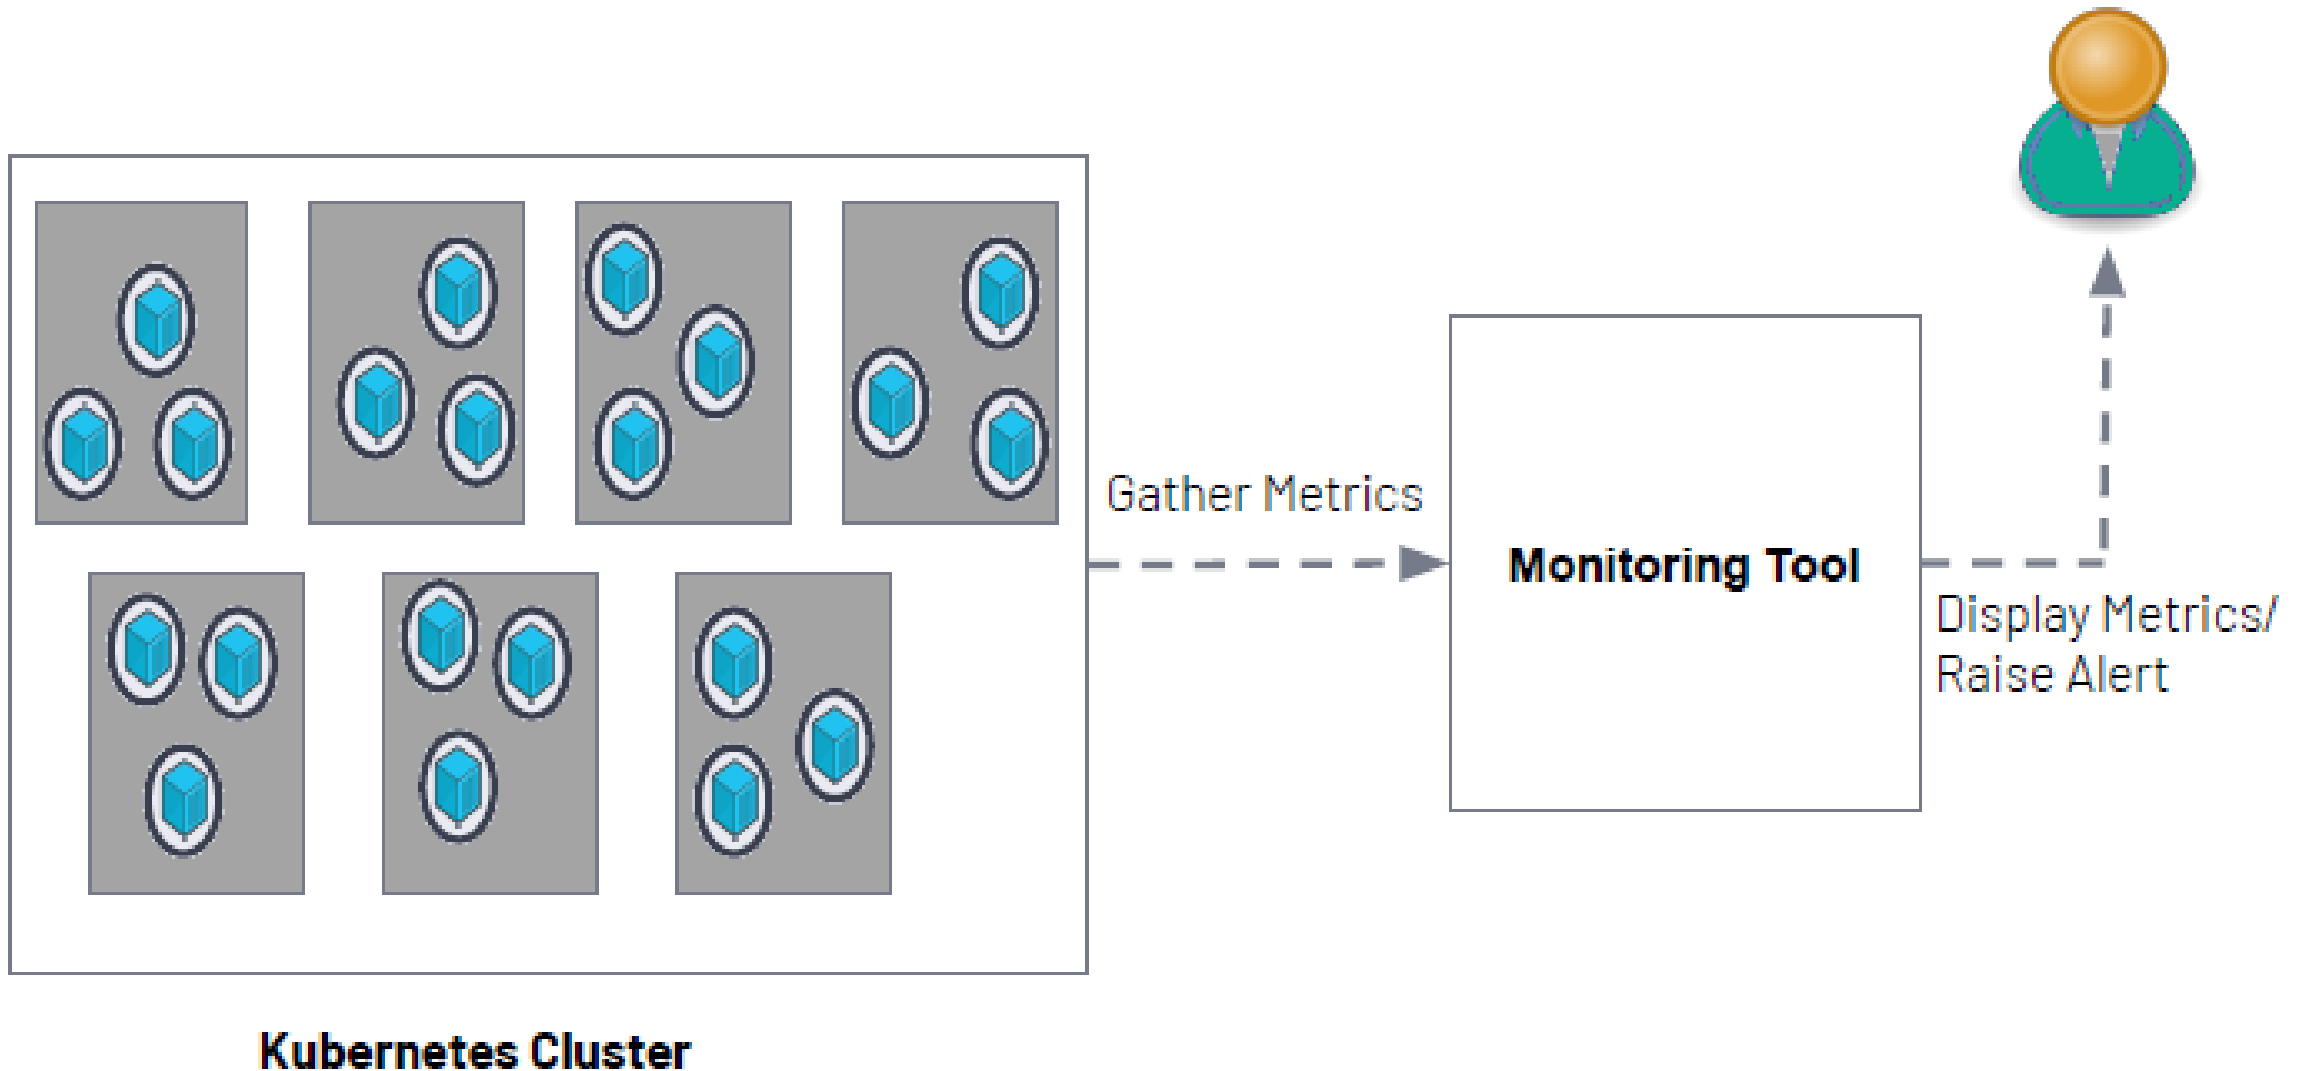 Gather Metrics
Monitoring Tool
Display Metrics/
Raise Alert
Kubernetes Cluster